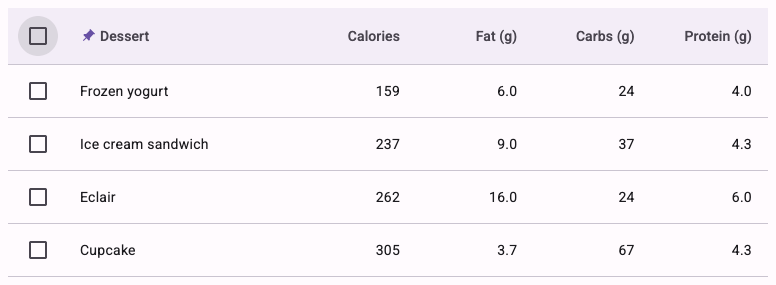 Dessert Calories Fat (g) Carbs (g) Protein (g)
Frozen yogurt 159 6.0 24 4.0
Ice cream sandwich 237 9.0 37 4.3
Eclair 262 16.0 24 6.0
Cupcake 305 3.7 67 4.3